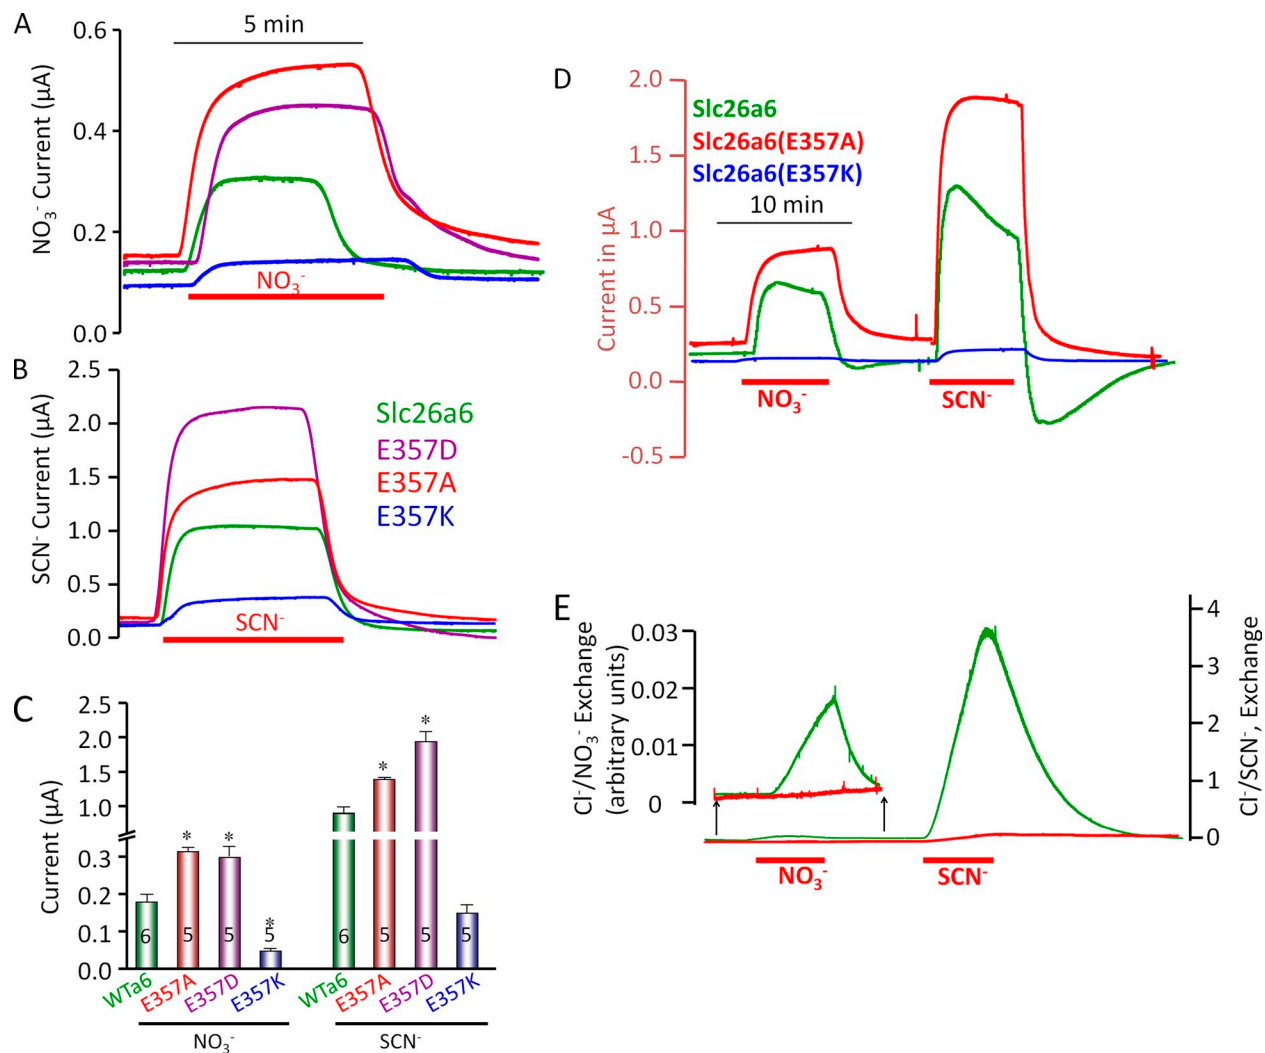 A
5 min
NO3- Current (μA)
0.6
0.4
0.2
0.0
NO3-
B
SCN- Current (μA)
2.5
2.0
1.5
1.0
0.5
0.0
Slc26a6
E357D
E357A
E357K
SCN-
C
Current (μA)
2.5
2.0
1.5
1.0
0.3
0.2
0.1
0.0
* * * * *
6 5 5 5 6 5 5 5
WTa6 E357A E357D E357K WTa6 E357A E357D E357K
NO3- SCN-
D
Current in μA
2.0
1.5
1.0
0.5
0.0
-0.5
Slc26a6
Slc26a6(E357A)
Slc26a6(E357K)
10 min
NO3- SCN-
E
Cl-/NO3- Exchange
(arbitrary units)
0.03
0.02
0.01
0
4
3
2
1
0
Cl-/SCN-, Exchange
NO3- SCN-